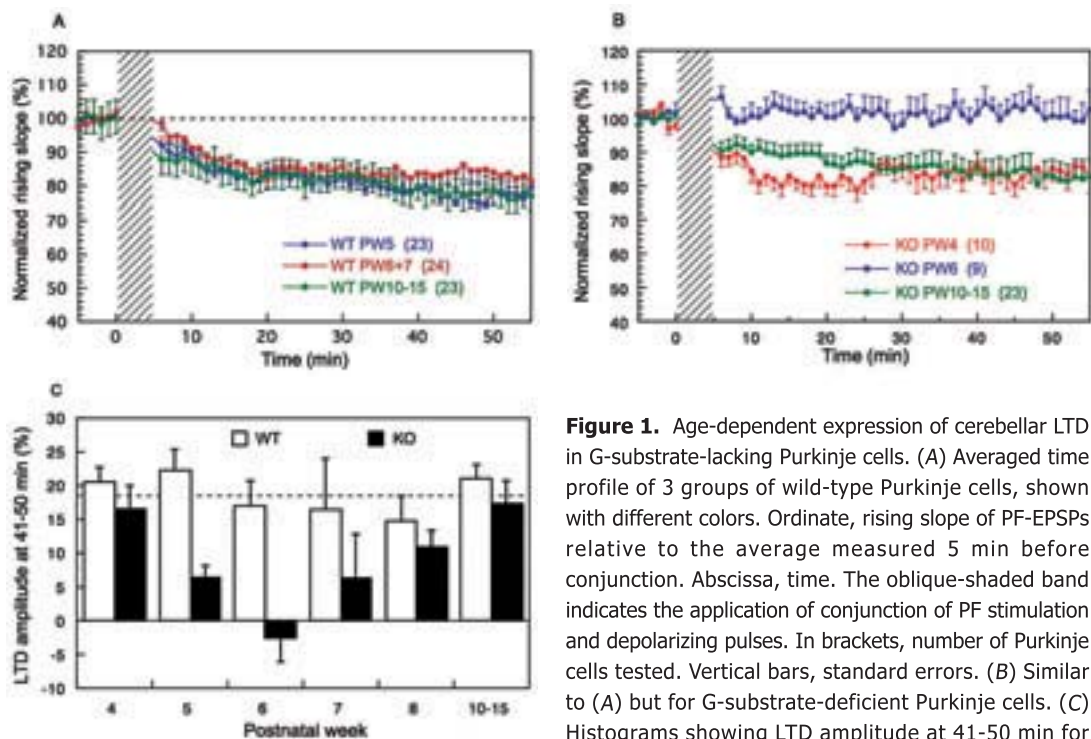 A
120
110
100
90
80
70
60
50
40
Normalized rising slope (%)
WT PW5 (23)
WT PW6+7 (24)
WT PW10-15 (23)
0 10 20 30 40 50
Time (min)
B
120
110
100
90
80
70
60
50
40
Normalized rising slope (%)
KO PW4 (10)
KO PW6 (9)
KO PW10-15 (23)
0 10 20 30 40 50
Time (min)
C
30
25
20
15
10
5
0
-5
-10
LTD amplitude at 41-50 min (%)
WT KO
4 5 6 7 8 10-15
Postnatal week
Figure 1. Age-dependent expression of cerebellar LTD
in G-substrate-lacking Purkinje cells. (A) Averaged time
profile of 3 groups of wild-type Purkinje cells, shown
with different colors. Ordinate, rising slope of PF-EPSPs
relative to the average measured 5 min before
conjunction. Abscissa, time. The oblique-shaded band
indicates the application of conjunction of PF stimulation
and depolarizing pulses. In brackets, number of Purkinje
cells tested. Vertical bars, standard errors. (B) Similar
to (A) but for G-substrate-deficient Purkinje cells. (C)
Histograms showing LTD amplitude at 41-50 min for